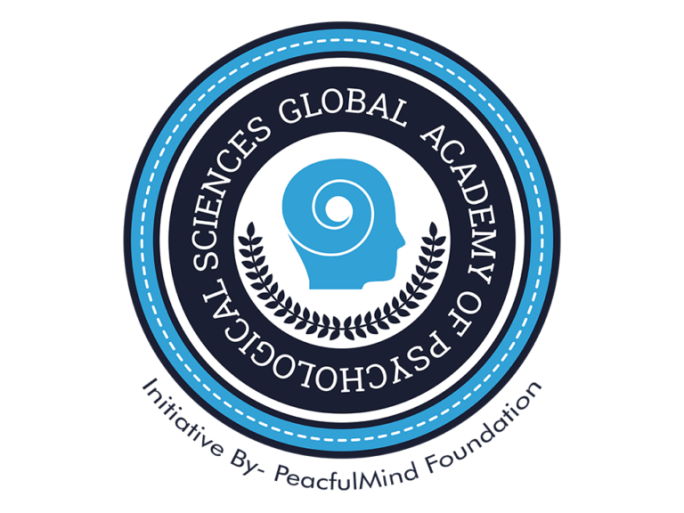 GLOBAL ACADEMY OF PSYCHOLOGICAL SCIENCES
Initiative By- PeacfulMind Foundation